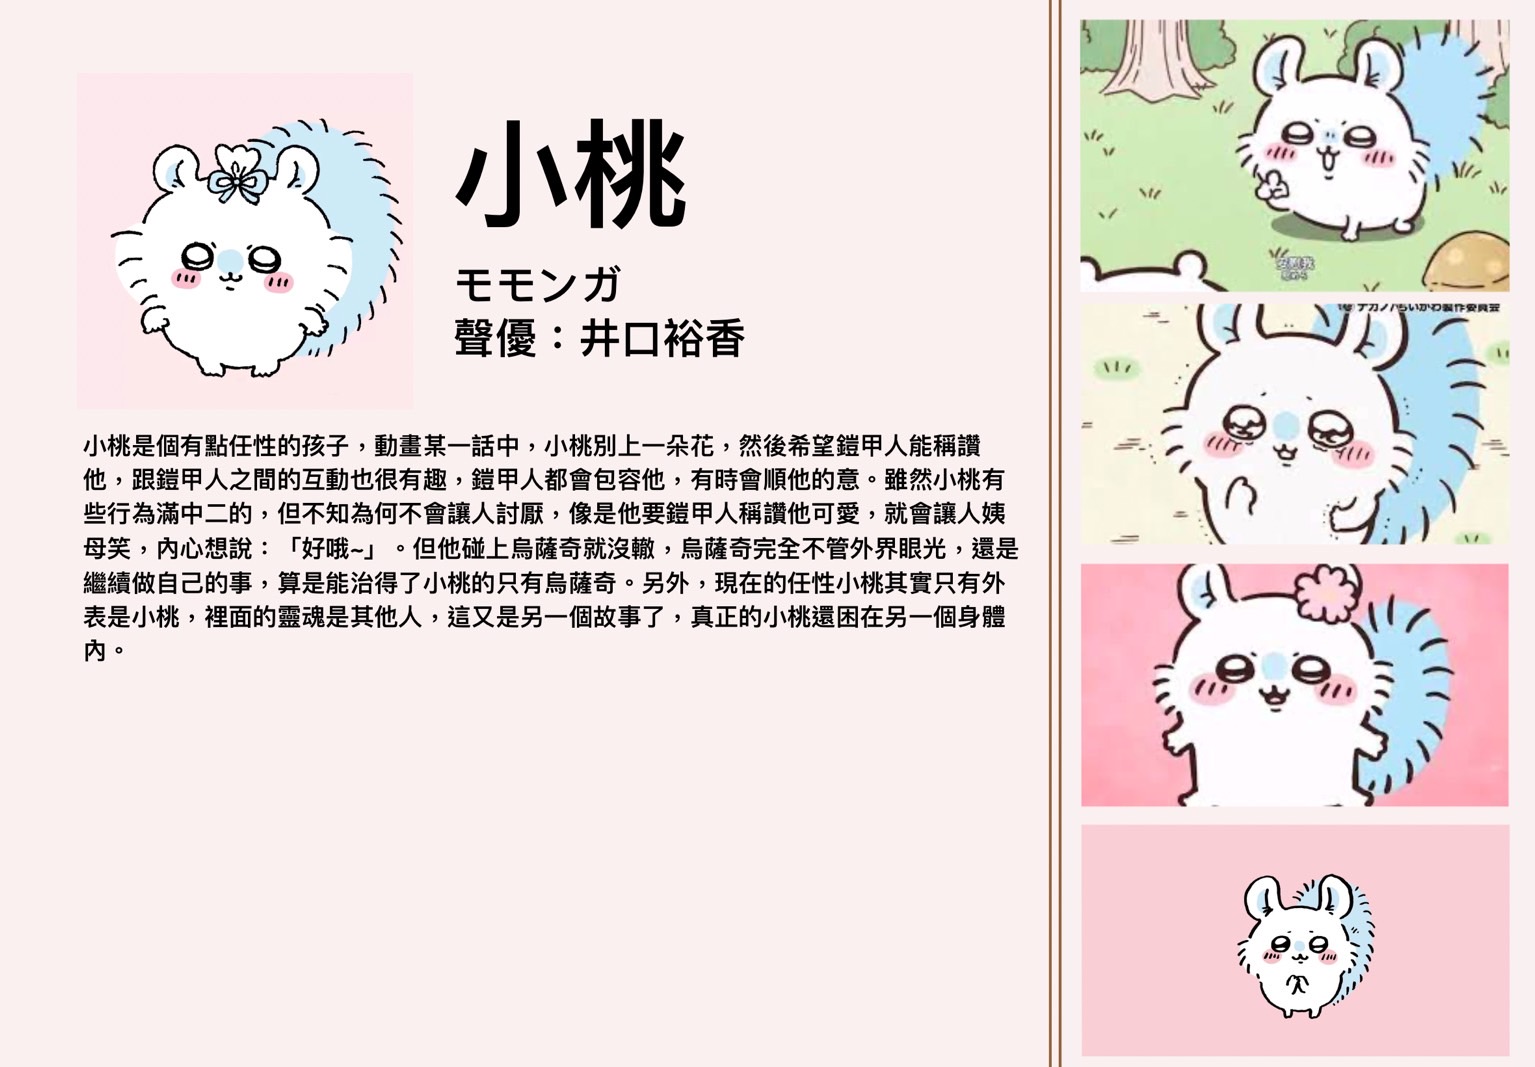 小桃
モモンガ
聲優：井口裕香
小桃是個有點任性的孩子，動畫某一話中，小桃別上一朵花，然後希望鎧甲人能稱讚
他，跟鎧甲人之間的互動也很有趣，鎧甲人都會包容他，有時會順他的意。雖然小桃有
些行為滿中二的，但不知為何不會讓人討厭，像是他要鎧甲人稱讚他可愛，就會讓人姨
母笑，內心想說：「好哦~」。但他碰上烏薩奇就沒轍，烏薩奇完全不管外界眼光，還是
繼續做自己的事，算是能治得了小桃的只有烏薩奇。另外，現在的任性小桃其實只有外
表是小桃，裡面的靈魂是其他人，這又是另一個故事了，真正的小桃還困在另一個身體
內。
ナガノ/ちいかわ製作委員会